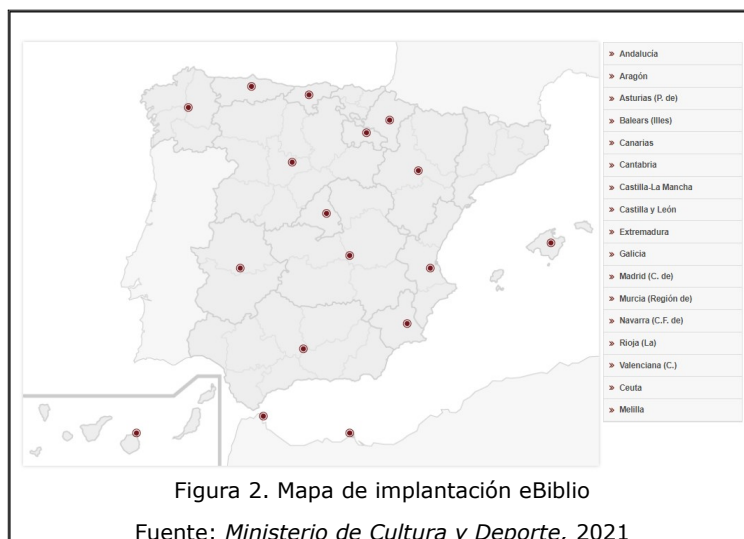 » Andalucía
» Aragón
» Asturias (P. de)
» Balears (Illes)
» Canarias
» Cantabria
» Castilla-La Mancha
» Castilla y León
» Extremadura
» Galicia
» Madrid (C. de)
» Murcia (Región de)
» Navarra (C.F. de)
» Rioja (La)
» Valenciana (C.)
» Ceuta
» Melilla
Figura 2. Mapa de implantación eBiblio
Fuente: Ministerio de Cultura y Deporte, 2021